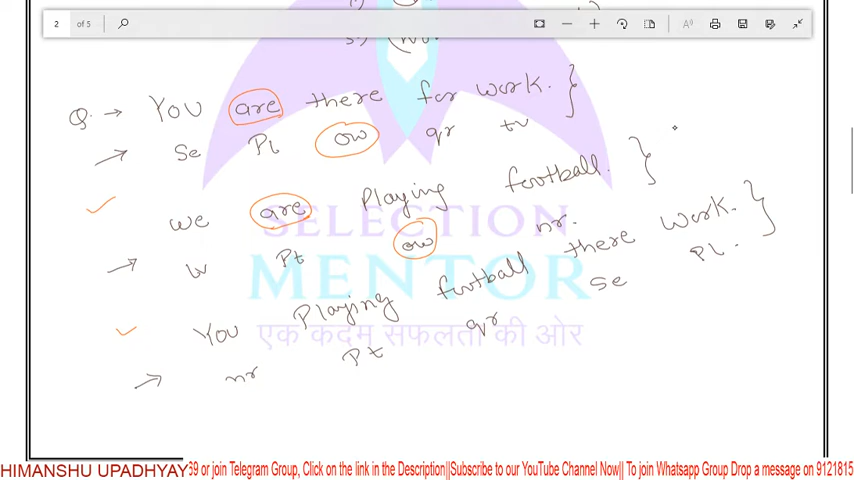 2 of 5
Q. → You are there for work. }
→ se pl ow qr tv
we are playing football. }
→ w pt ow nr.
You playing football there work. }
→ nr pt qr se pl.
SELECTION
MENTOR
एक कदम सफलता की ओर
HIMANSHU UPADHYAY 39 or join Telegram Group, Click on the link in the Description||Subscribe to our YouTube Channel Now|| To join Whatsapp Group Drop a message on 9121815